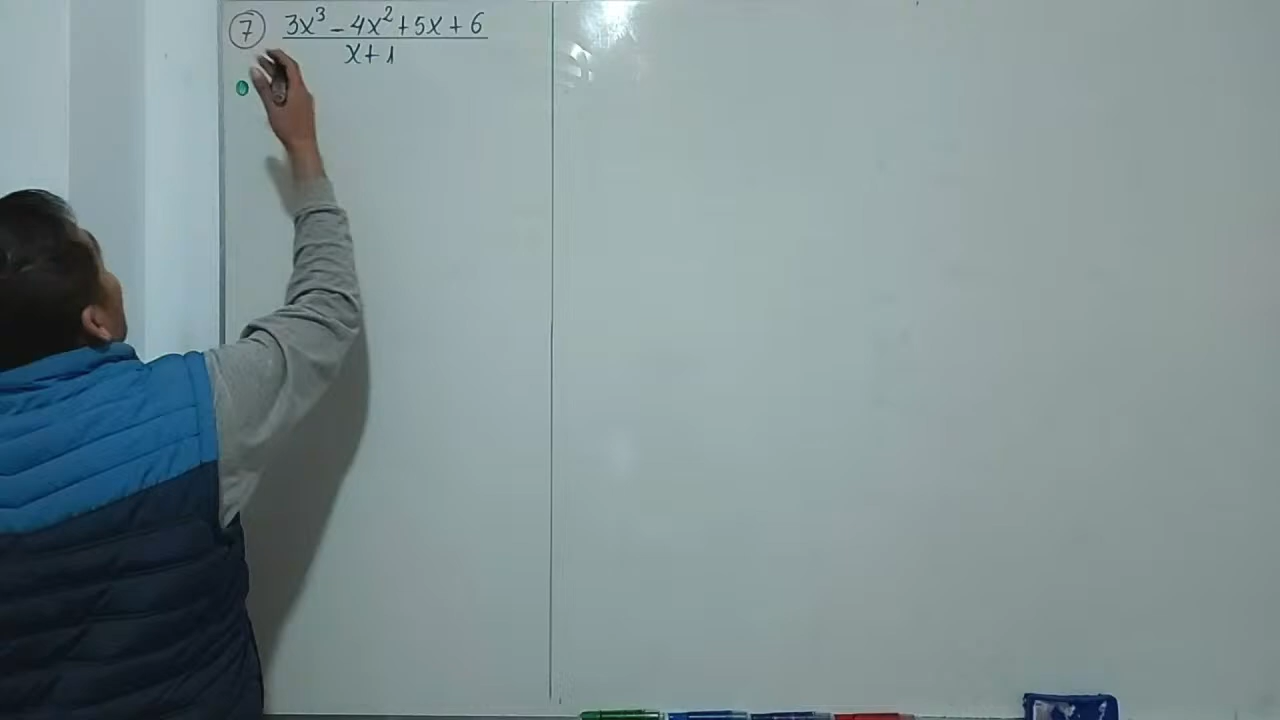 ⑦ 3x³ - 4x² + 5x + 6
x + 1